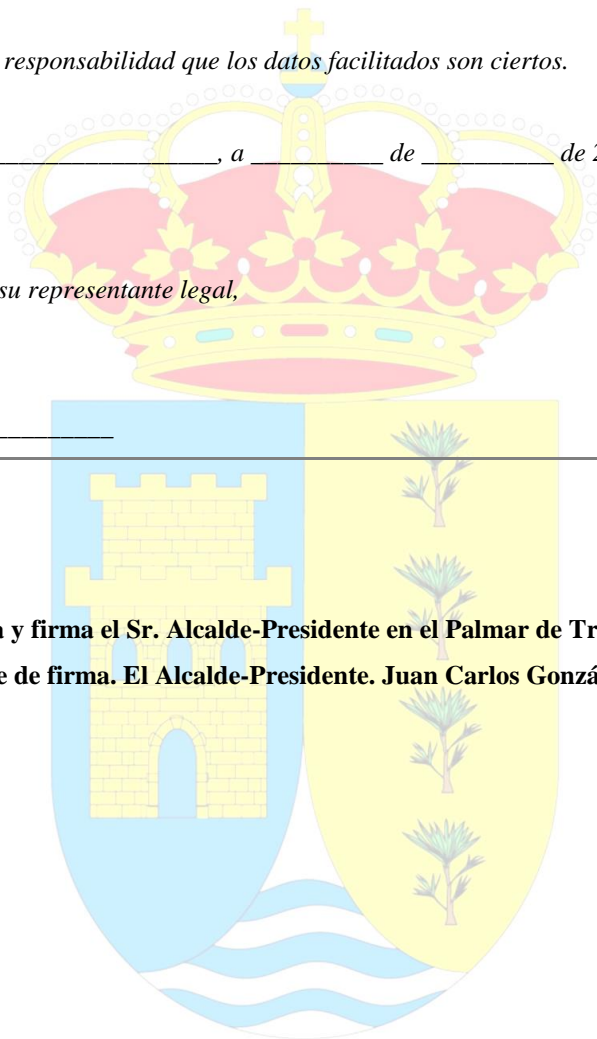 responsabilidad que los datos facilitados son ciertos.
_________________, a __________ de __________ de 2
su representante legal,
_________
y firma el Sr. Alcalde-Presidente en el Palmar de Tr
de firma. El Alcalde-Presidente. Juan Carlos Gonzá